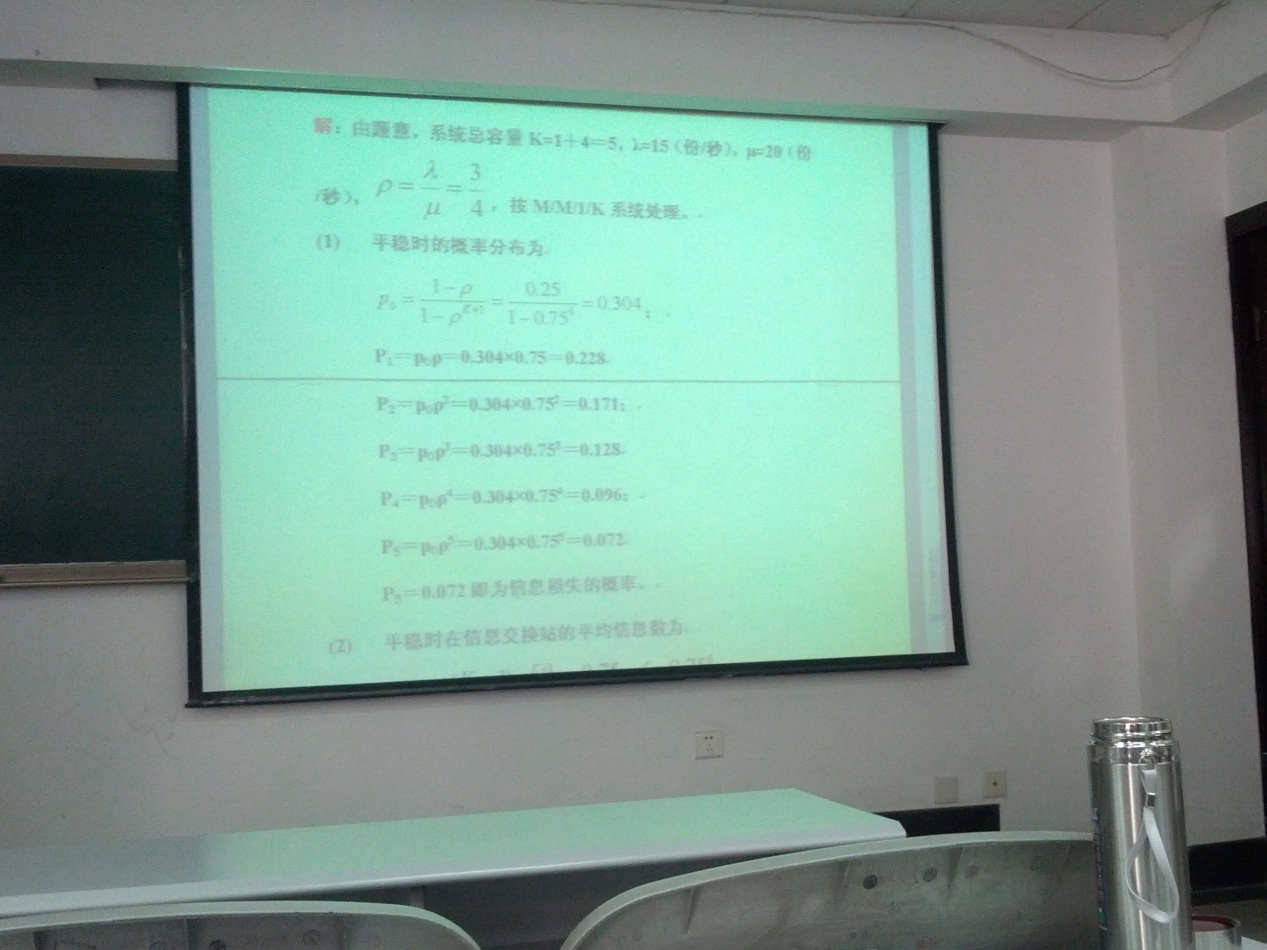 解：由题意，系统总容量 K=1＋4＝5，λ=15（份/秒），μ=20（份
/秒），ρ = λ/μ = 3/4，按 M/M/1/K 系统处理。
(1) 平稳时的概率分布为
p₀ = (1−ρ)/(1−ρᴷ⁺¹) = 0.25/(1−0.75⁶) = 0.304；
P₁＝p₀ρ＝0.304×0.75＝0.228
P₂＝p₀ρ²＝0.304×0.75²＝0.171；
P₃＝p₀ρ³＝0.304×0.75³＝0.128
P₄＝p₀ρ⁴＝0.304×0.75⁴＝0.096；
P₅＝p₀ρ⁵＝0.304×0.75⁵＝0.072
P₅＝0.072 即为信息损失的概率。
(2) 平稳时在信息交换站的平均信息数为